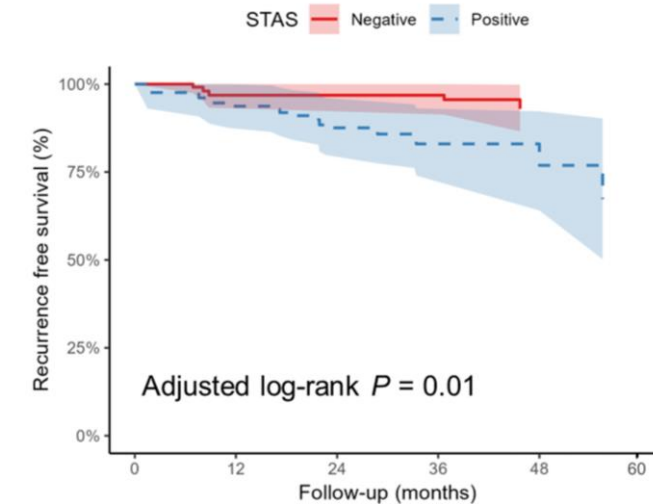 STAS Negative Positive
Recurrence free survival (%)
100%
75%
50%
25%
0%
Adjusted log-rank P = 0.01
0 12 24 36 48 60
Follow-up (months)